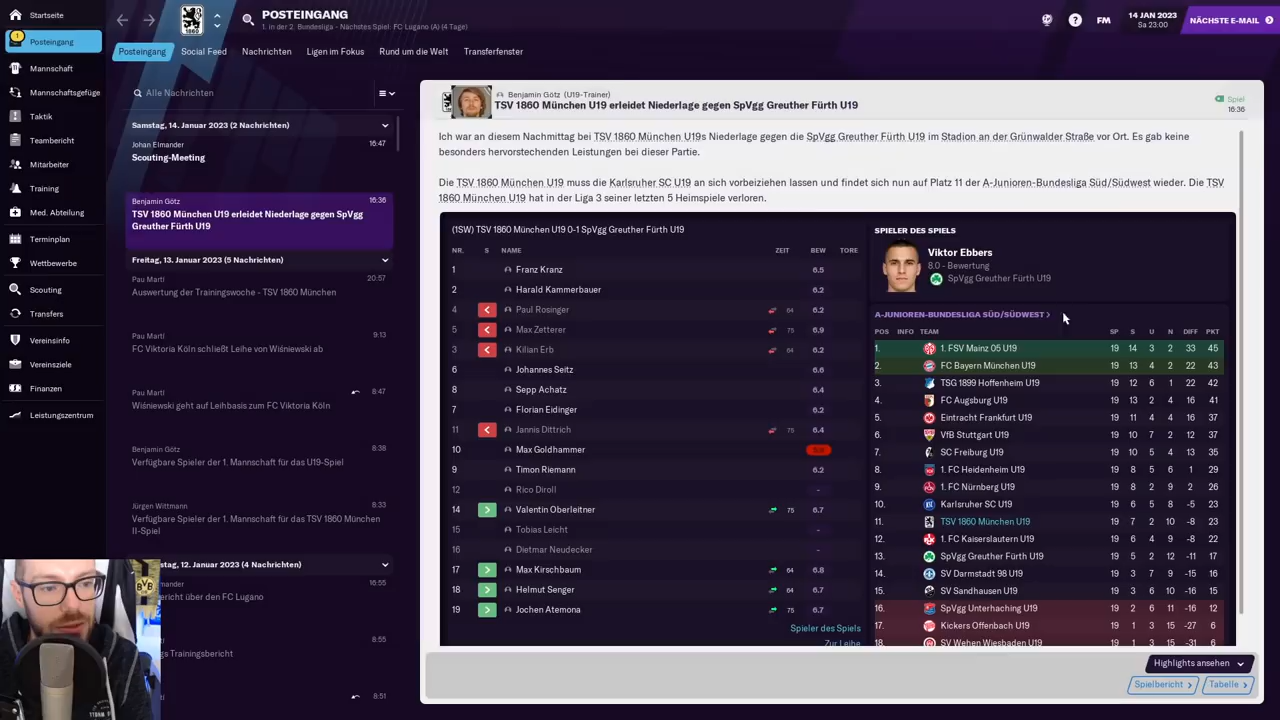 Startseite
Posteingang
Mannschaft
Mannschaftsgefüge
Taktik
Teambericht
Mitarbeiter
Training
Med. Abteilung
Terminplan
Wettbewerbe
Scouting
Transfers
Vereinsinfo
Vereinsziele
Finanzen
Leistungszentrum
POSTEINGANG
1. in der 2. Bundesliga - Nächstes Spiel: FC Lugano (A) (4 Tage)
FM
14 JAN 2023
Sa 23:00
NÄCHSTE E-MAIL
Posteingang
Social Feed
Nachrichten
Ligen im Fokus
Rund um die Welt
Transferfenster
Alle Nachrichten
Samstag, 14. Januar 2023 (2 Nachrichten)
Johan Elmander 16:47
Scouting-Meeting
Benjamin Götz 16:36
TSV 1860 München U19 erleidet Niederlage gegen SpVgg
Greuther Fürth U19
Freitag, 13. Januar 2023 (5 Nachrichten)
Pau Martí 20:57
Auswertung der Trainingswoche - TSV 1860 München
Pau Martí 9:13
FC Viktoria Köln schließt Leihe von Wiśniewski ab
Pau Martí 8:47
Wiśniewski geht auf Leihbasis zum FC Viktoria Köln
Benjamin Götz 8:38
Verfügbare Spieler der 1. Mannschaft für das U19-Spiel
Jürgen Wittmann 8:33
Verfügbare Spieler der 1. Mannschaft für das TSV 1860 München
II-Spiel
stag, 12. Januar 2023 (4 Nachrichten)
mander 16:55
ericht über den FC Lugano
8:55
gs Trainingsbericht
8:51
Benjamin Götz (U19-Trainer)
TSV 1860 München U19 erleidet Niederlage gegen SpVgg Greuther Fürth U19
Spiel
16:36
Ich war an diesem Nachmittag bei TSV 1860 München U19s Niederlage gegen die SpVgg Greuther Fürth U19 im Stadion an der Grünwalder Straße vor Ort. Es gab keine
besonders hervorstechenden Leistungen bei dieser Partie.
Die TSV 1860 München U19 muss die Karlsruher SC U19 an sich vorbeiziehen lassen und findet sich nun auf Platz 11 der A-Junioren-Bundesliga Süd/Südwest wieder. Die TSV
1860 München U19 hat in der Liga 3 seiner letzten 5 Heimspiele verloren.
(1SW) TSV 1860 München U19 0-1 SpVgg Greuther Fürth U19
NR. S NAME ZEIT BEW TORE
1 Franz Kranz 6.5
2 Harald Kammerbauer 6.2
4 Paul Rosinger 64 6.2
5 Max Zetterer 75 6.9
3 Kilian Erb 64 6.2
6 Johannes Seitz 6.6
8 Sepp Achatz 6.4
7 Florian Eidinger 6.2
11 Jannis Dittrich 75 6.4
10 Max Goldhammer
9 Timon Riemann 6.2
12 Rico Diroll -
14 Valentin Oberleitner 75 6.7
15 Tobias Leicht -
16 Dietmar Neudecker -
17 Max Kirschbaum 64 6.8
18 Helmut Senger 64 6.7
19 Jochen Atemona 75 6.7
Spieler des Spiels
Zur Leihe
SPIELER DES SPIELS
Viktor Ebbers
8.0 - Bewertung
SpVgg Greuther Fürth U19
A-JUNIOREN-BUNDESLIGA SÜD/SÜDWEST
POS INFO TEAM SP S U N DIFF PKT
1. 1. FSV Mainz 05 U19 19 14 3 2 33 45
2. FC Bayern München U19 19 13 4 2 22 43
3. TSG 1899 Hoffenheim U19 19 12 6 1 22 42
4. FC Augsburg U19 19 13 2 4 16 41
5. Eintracht Frankfurt U19 19 11 4 4 16 37
6. VfB Stuttgart U19 19 10 7 2 12 37
7. SC Freiburg U19 19 10 5 4 13 35
8. 1. FC Heidenheim U19 19 8 5 6 1 29
9. 1. FC Nürnberg U19 19 8 2 9 2 26
10. Karlsruher SC U19 19 6 5 8 -5 23
11. TSV 1860 München U19 19 7 2 10 -8 23
12. 1. FC Kaiserslautern U19 19 6 4 9 -8 22
13. SpVgg Greuther Fürth U19 19 5 2 12 -11 17
14. SV Darmstadt 98 U19 19 3 7 9 -15 16
15. SV Sandhausen U19 19 3 6 10 -16 15
16. SpVgg Unterhaching U19 19 2 6 11 -16 12
17. Kickers Offenbach U19 19 1 3 15 -27 6
18. SV Wehen Wiesbaden U19 19 1 3 15 -31 6
Highlights ansehen
Spielbericht
Tabelle